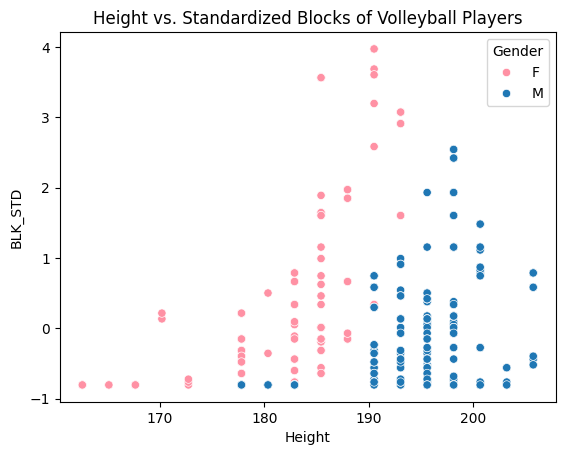 Height vs. Standardized Blocks of Volleyball Players
Gender
F
M
BLK_STD
4
3
2
1
0
−1
170
180
190
200
Height